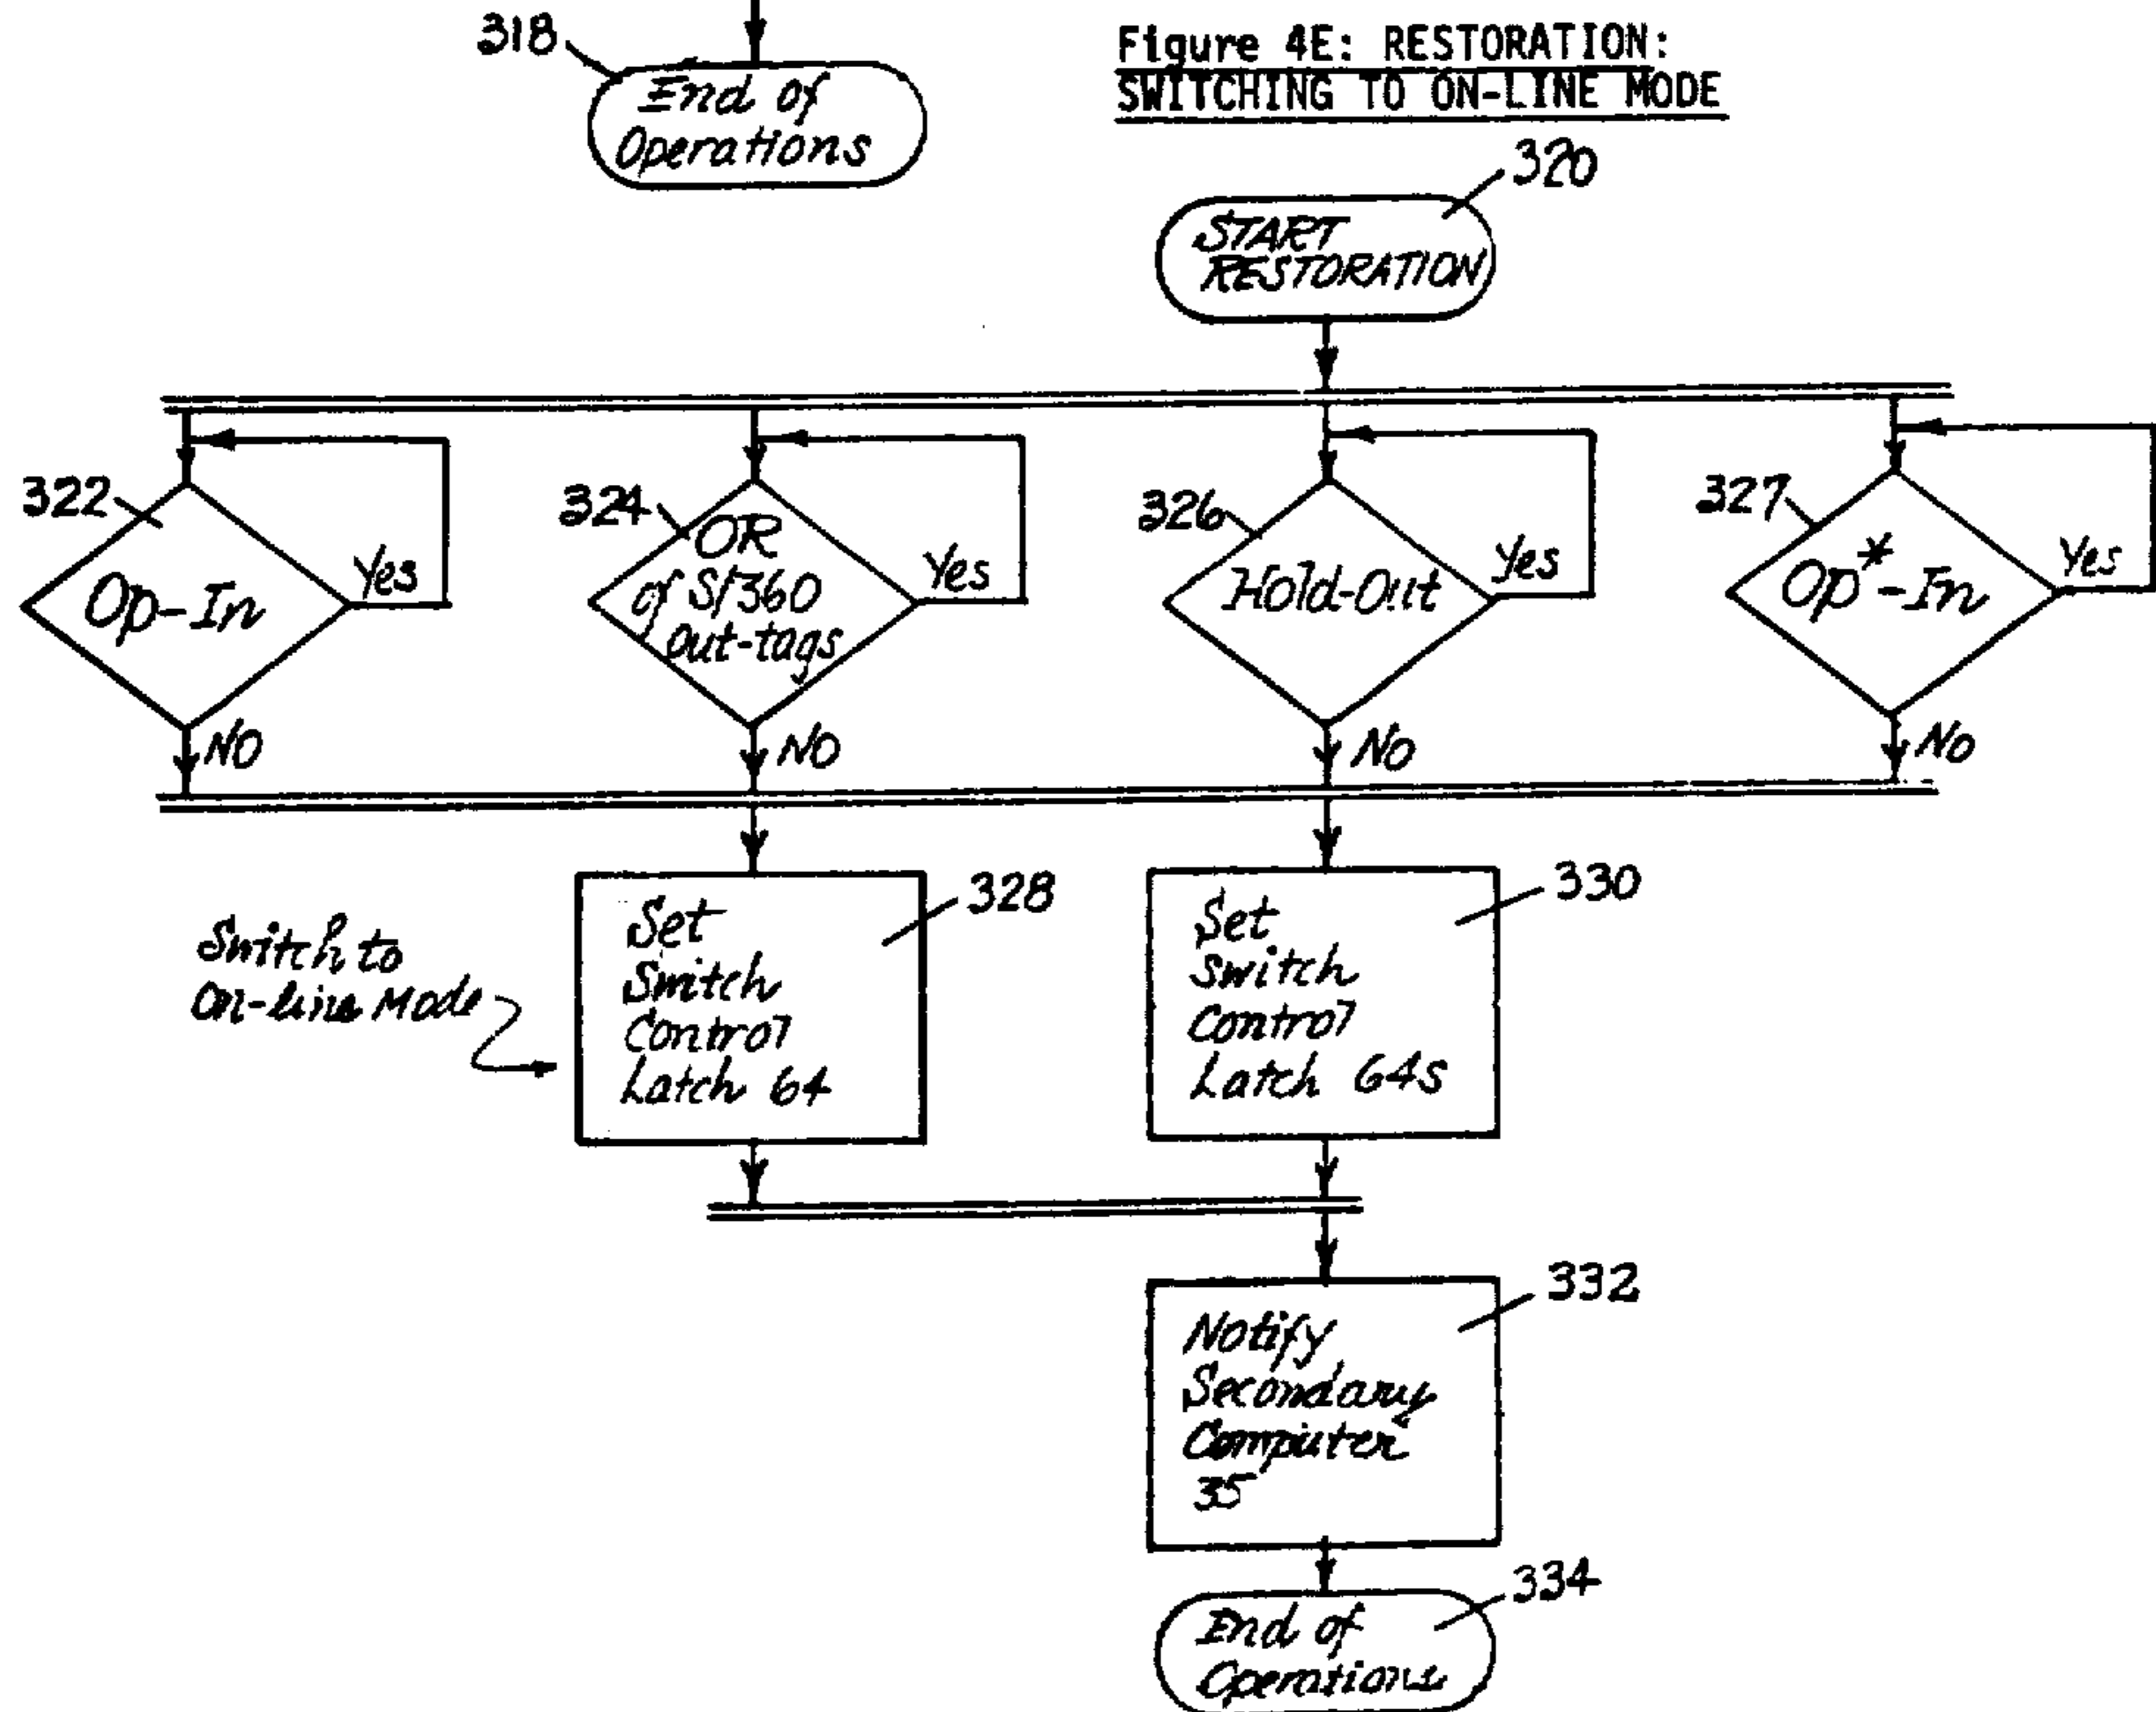 318
End of
Operations
Figure 4E: RESTORATION:
SWITCHING TO ON-LINE MODE
320
START
RESTORATION
322
Op-In
Yes
NO
324
OR
of S/360
out-tags
Yes
NO
326
Hold-Out
Yes
NO
327
Op*-In
Yes
No
Switch to
On-line Mode
328
Set
Switch
Control
Latch 64
330
Set
Switch
Control
Latch 64s
332
Notify
Secondary
Computer
35
334
End of
Operations